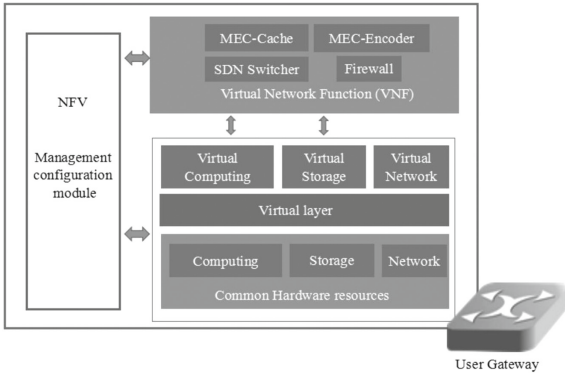 NFV
Management
configuration
module
MEC-Cache
MEC-Encoder
SDN Switcher
Firewall
Virtual Network Function (VNF)
Virtual
Computing
Virtual
Storage
Virtual
Network
Virtual layer
Computing
Storage
Network
Common Hardware resources
User Gateway